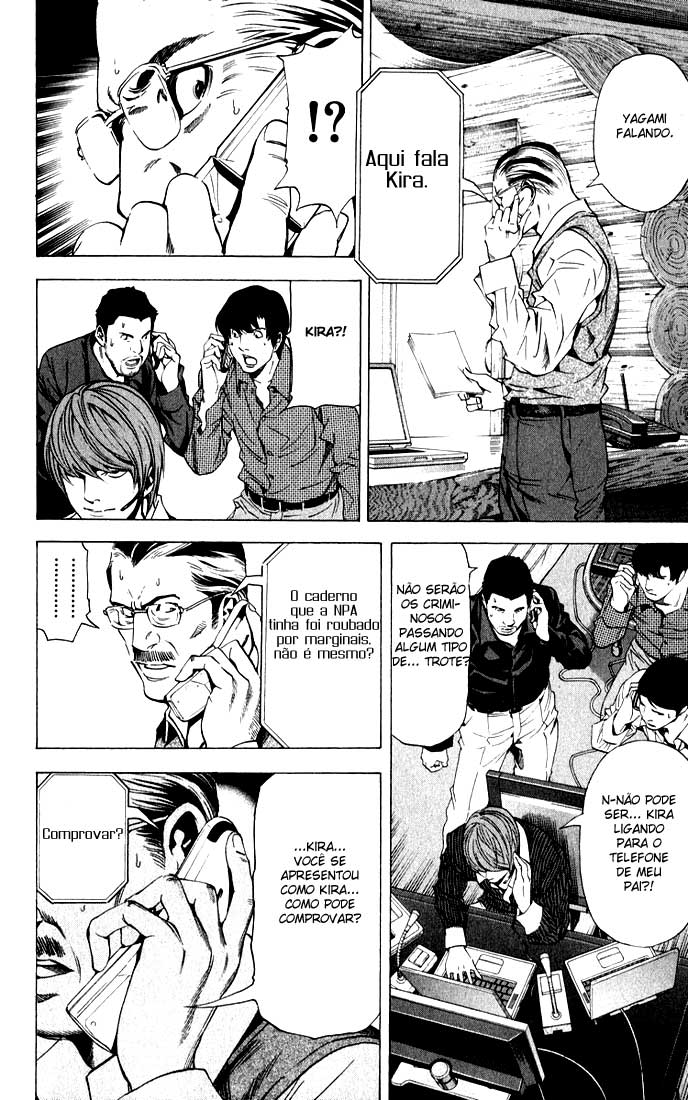 YAGAMI
FALANDO.
Aqui fala
Kira.
!?
KIRA?!
NÃO SERÃO
OS CRIMI-
NOSOS
PASSANDO
ALGUM TIPO
DE... TROTE?
N-NÃO PODE
SER... KIRA
LIGANDO
PARA O
TELEFONE
DE MEU
PAI?!
O caderno
que a NPA
tinha foi roubado
por marginais,
não é mesmo?
.........
...KIRA...
VOCÊ SE
APRESENTOU
COMO KIRA...
COMO PODE
COMPROVAR?
Comprovar?